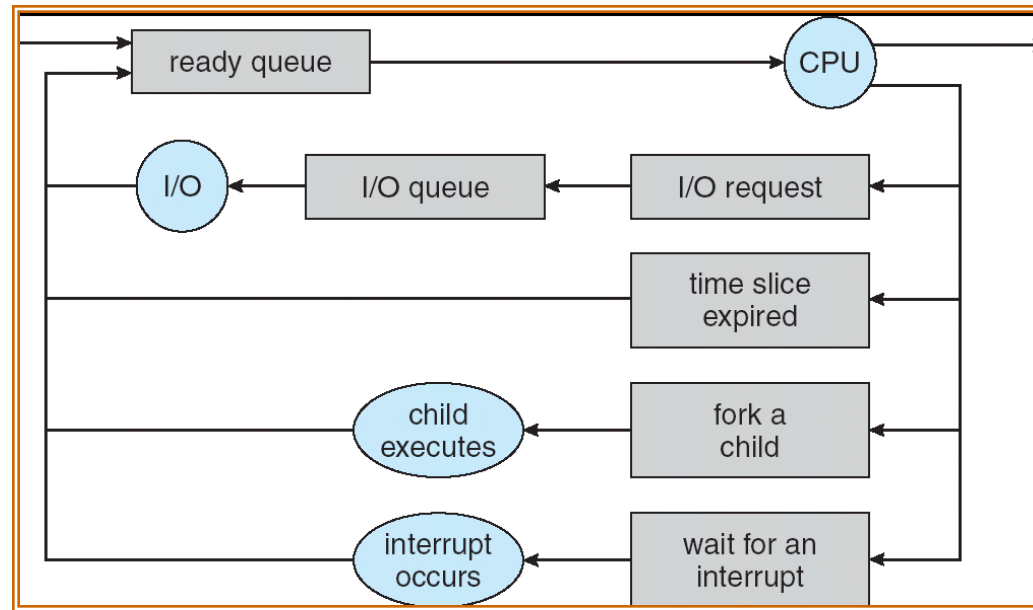 ready queue
CPU
I/O
I/O queue
I/O request
time slice
expired
child
executes
fork a
child
interrupt
occurs
wait for an
interrupt